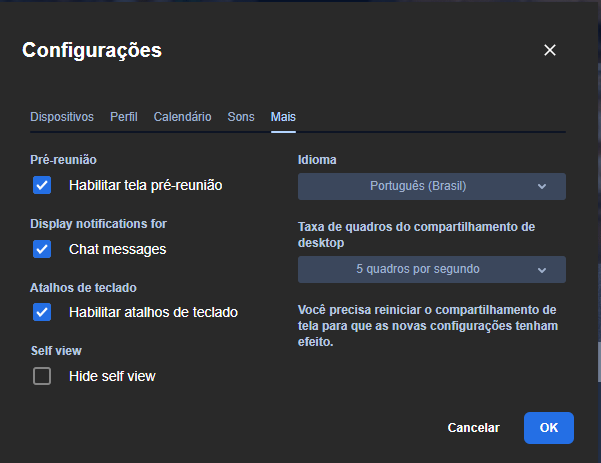 Configurações
Dispositivos Perfil Calendário Sons Mais
Pré-reunião
Habilitar tela pré-reunião
Display notifications for
Chat messages
Atalhos de teclado
Habilitar atalhos de teclado
Self view
Hide self view
Idioma
Português (Brasil)
Taxa de quadros do compartilhamento de
desktop
5 quadros por segundo
Você precisa reiniciar o compartilhamento de
tela para que as novas configurações tenham
efeito.
Cancelar
OK